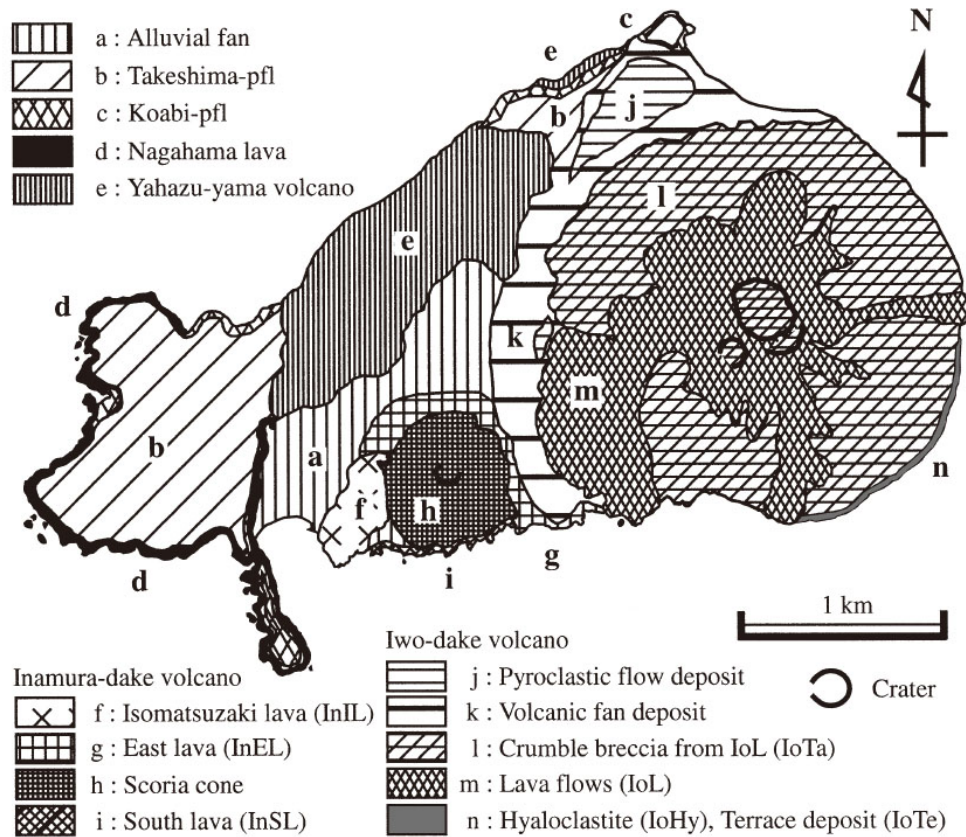 a : Alluvial fan
b : Takeshima-pfl
c : Koabi-pfl
d : Nagahama lava
e : Yahazu-yama volcano
c
e
N
b
j
l
e
d
k
m
b
a
f
h
n
g
d
i
1 km
Inamura-dake volcano
f : Isomatsuzaki lava (InIL)
g : East lava (InEL)
h : Scoria cone
i : South lava (InSL)
Iwo-dake volcano
j : Pyroclastic flow deposit
k : Volcanic fan deposit
l : Crumble breccia from IoL (IoTa)
m : Lava flows (IoL)
n : Hyaloclastite (IoHy), Terrace deposit (IoTe)
Crater